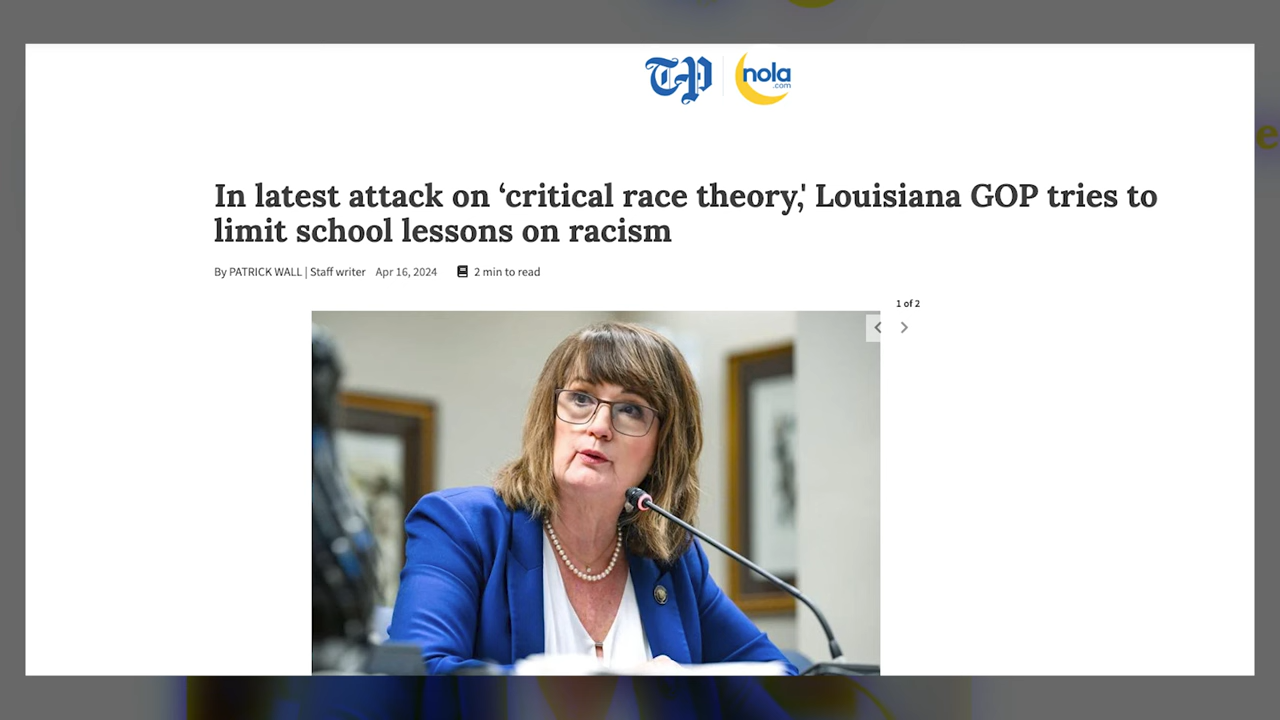 TP
nola
.com
e
In latest attack on ‘critical race theory,' Louisiana GOP tries to
limit school lessons on racism
By PATRICK WALL | Staff writer Apr 16, 2024 2 min to read
1 of 2